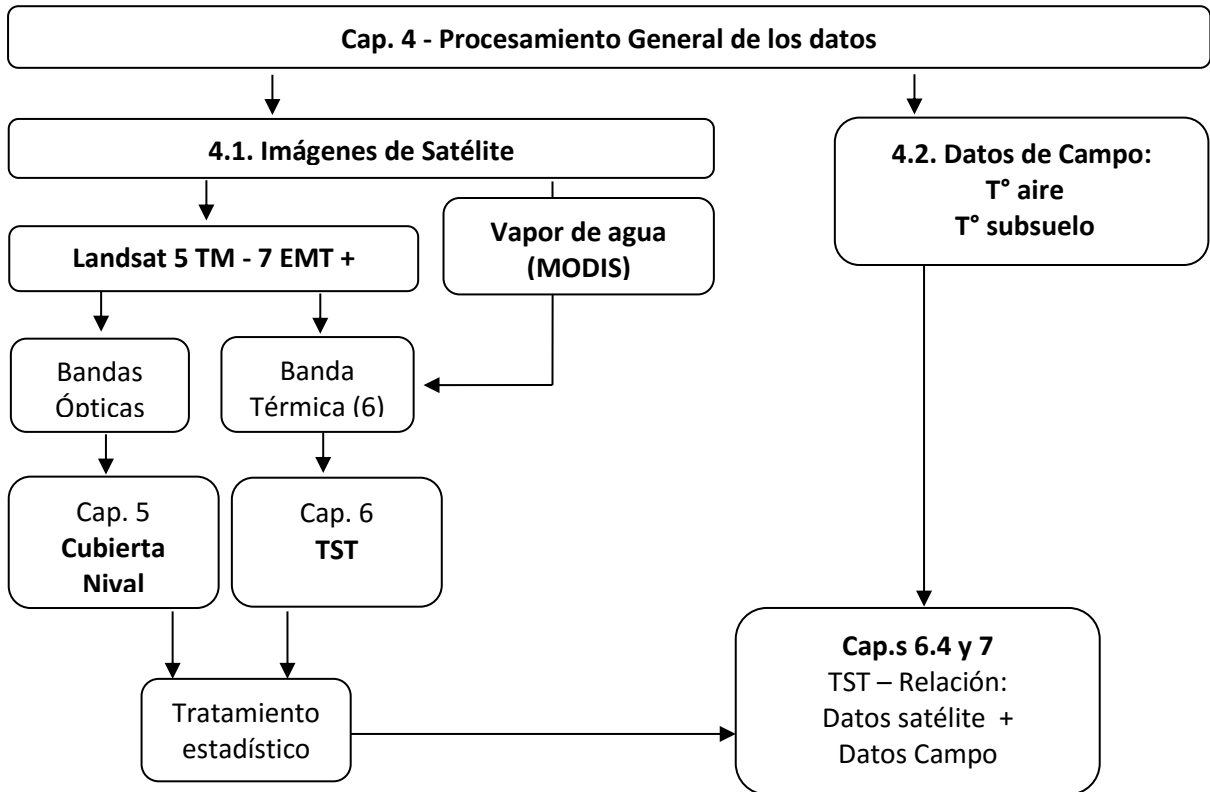 Cap. 4 - Procesamiento General de los datos
4.1. Imágenes de Satélite
4.2. Datos de Campo:
T° aire
T° subsuelo
Landsat 5 TM - 7 EMT +
Vapor de agua
(MODIS)
Bandas
Ópticas
Banda
Térmica (6)
Cap. 5
Cubierta
Nival
Cap. 6
TST
Cap.s 6.4 y 7
TST – Relación:
Datos satélite +
Datos Campo
Tratamiento
estadístico